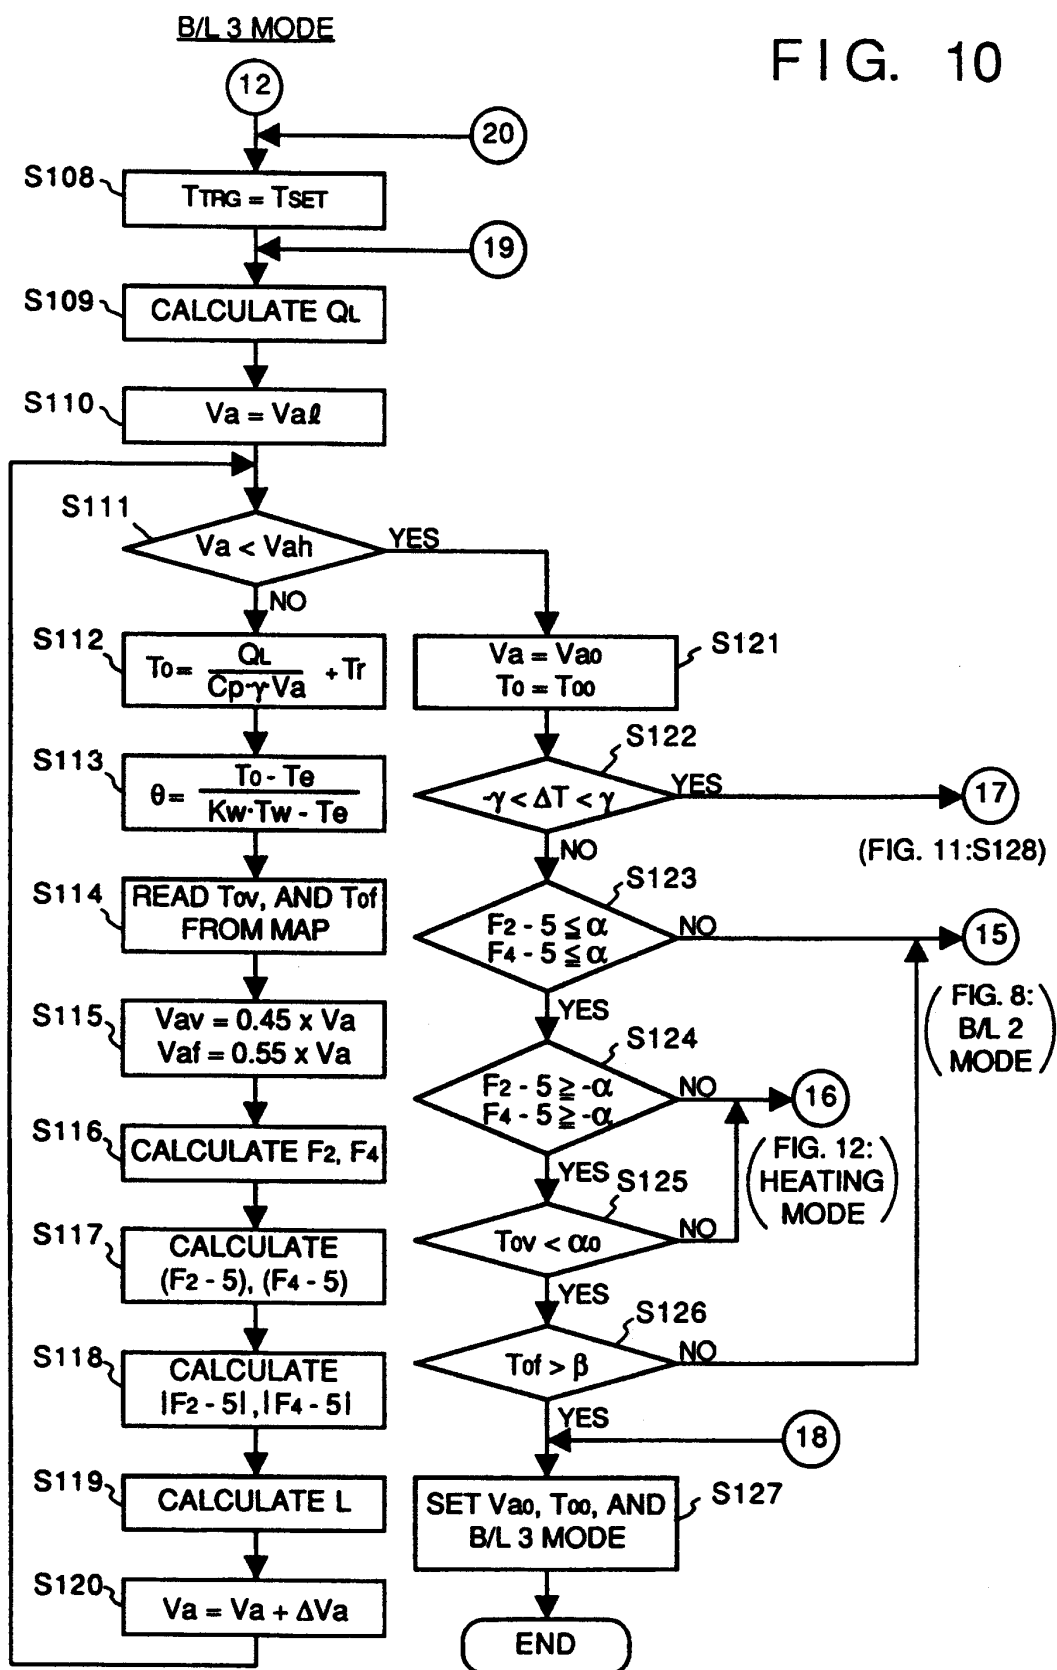 B/L 3 MODE
FIG. 10
12
20
S108
TTRG = TSET
19
S109
CALCULATE QL
S110
Va = Vaℓ
S111
Va < Vah
YES
NO
S112
To = QL / Cp·γ Va + Tr
S113
θ = To - Te / Kw·Tw - Te
S114
READ Tov, AND Tof
FROM MAP
S115
Vav = 0.45 x Va
Vaf = 0.55 x Va
S116
CALCULATE F2, F4
S117
CALCULATE
(F2 - 5), (F4 - 5)
S118
CALCULATE
|F2 - 5|, |F4 - 5|
S119
CALCULATE L
S120
Va = Va + ΔVa
S121
Va = Vao
To = Too
S122
-γ < ΔT < γ
YES
17
(FIG. 11:S128)
NO
S123
F2 - 5 ≦ α
F4 - 5 ≦ α
NO
15
(FIG. 8:
B/L 2
MODE)
YES
S124
F2 - 5 ≧ -α
F4 - 5 ≧ -α
NO
16
(FIG. 12:
HEATING
MODE)
YES
S125
Tov < αo
NO
YES
S126
Tof > β
NO
YES
18
S127
SET Vao, Too, AND
B/L 3 MODE
END